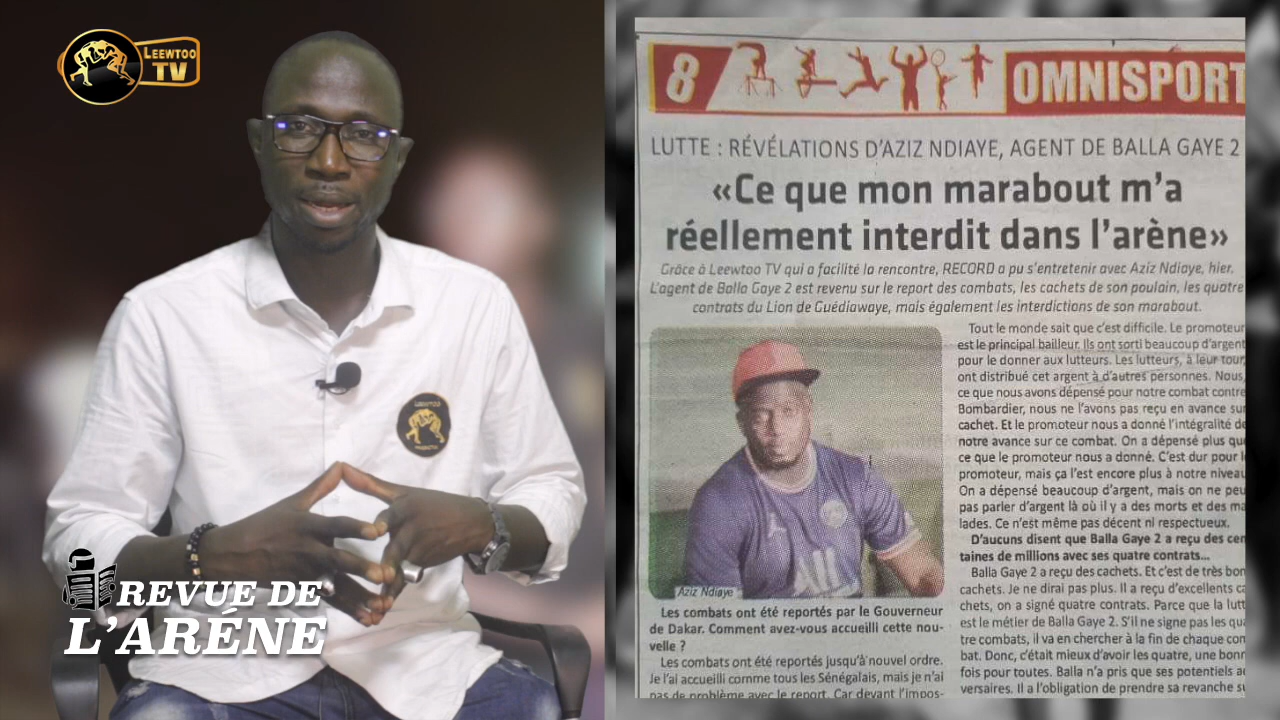 LEEWTOO
TV
LEEWTOO
REVUE DE
L'ARÉNE
8
OMNISPORT
LUTTE : RÉVÉLATIONS D'AZIZ NDIAYE, AGENT DE BALLA GAYE 2
«Ce que mon marabout m'a
réellement interdit dans l'arène»
Grâce à Leewtoo TV qui a facilité la rencontre, RECORD a pu s'entretenir avec Aziz Ndiaye, hier.
L'agent de Balla Gaye 2 est revenu sur le report des combats, les cachets de son poulain, les quatre
contrats du Lion de Guédiawaye, mais également les interdictions de son marabout.
Aziz Ndiaye
Les combats ont été reportés par le Gouverneur
de Dakar. Comment avez-vous accueilli cette nou-
velle ?
Les combats ont été reportés jusqu'à nouvel ordre.
Je l'ai accueilli comme tous les Sénégalais, mais je n'ai
pas de problème avec le report. Car devant l'impos-
Tout le monde sait que c'est difficile. Le promoteur
est le principal bailleur. Ils ont sorti beaucoup d'argent
pour le donner aux lutteurs. Les lutteurs, à leur tour,
ont distribué cet argent à d'autres personnes. Nous,
ce que nous avons dépensé pour notre combat contre
Bombardier, nous ne l'avons pas reçu en avance sur
cachet. Et le promoteur nous a donné l'intégralité de
notre avance sur ce combat. On a dépensé plus que
ce que le promoteur nous a donné. C'est dur pour l
promoteur, mais ça l'est encore plus à notre niveau
On a dépensé beaucoup d'argent, mais on ne peu
pas parler d'argent là où il y a des morts et des ma
lades. Ce n'est même pas décent ni respectueux.
D'aucuns disent que Balla Gaye 2 a reçu des cen
taines de millions avec ses quatre contrats...
Balla Gaye 2 a reçu des cachets. Et c'est de très bon
cachets. Je ne dirai pas plus. Il a reçu d'excellents ca
chets, on a signé quatre contrats. Parce que la lutt
est le métier de Balla Gaye 2. S'il ne signe pas les qua
tre combats, il va en chercher à la fin de chaque com
bat. Donc, c'était mieux d'avoir les quatre, une bonn
fois pour toutes. Balla n'a pris que ses potentiels ad
versaires. Il a l'obligation de prendre sa revanche su